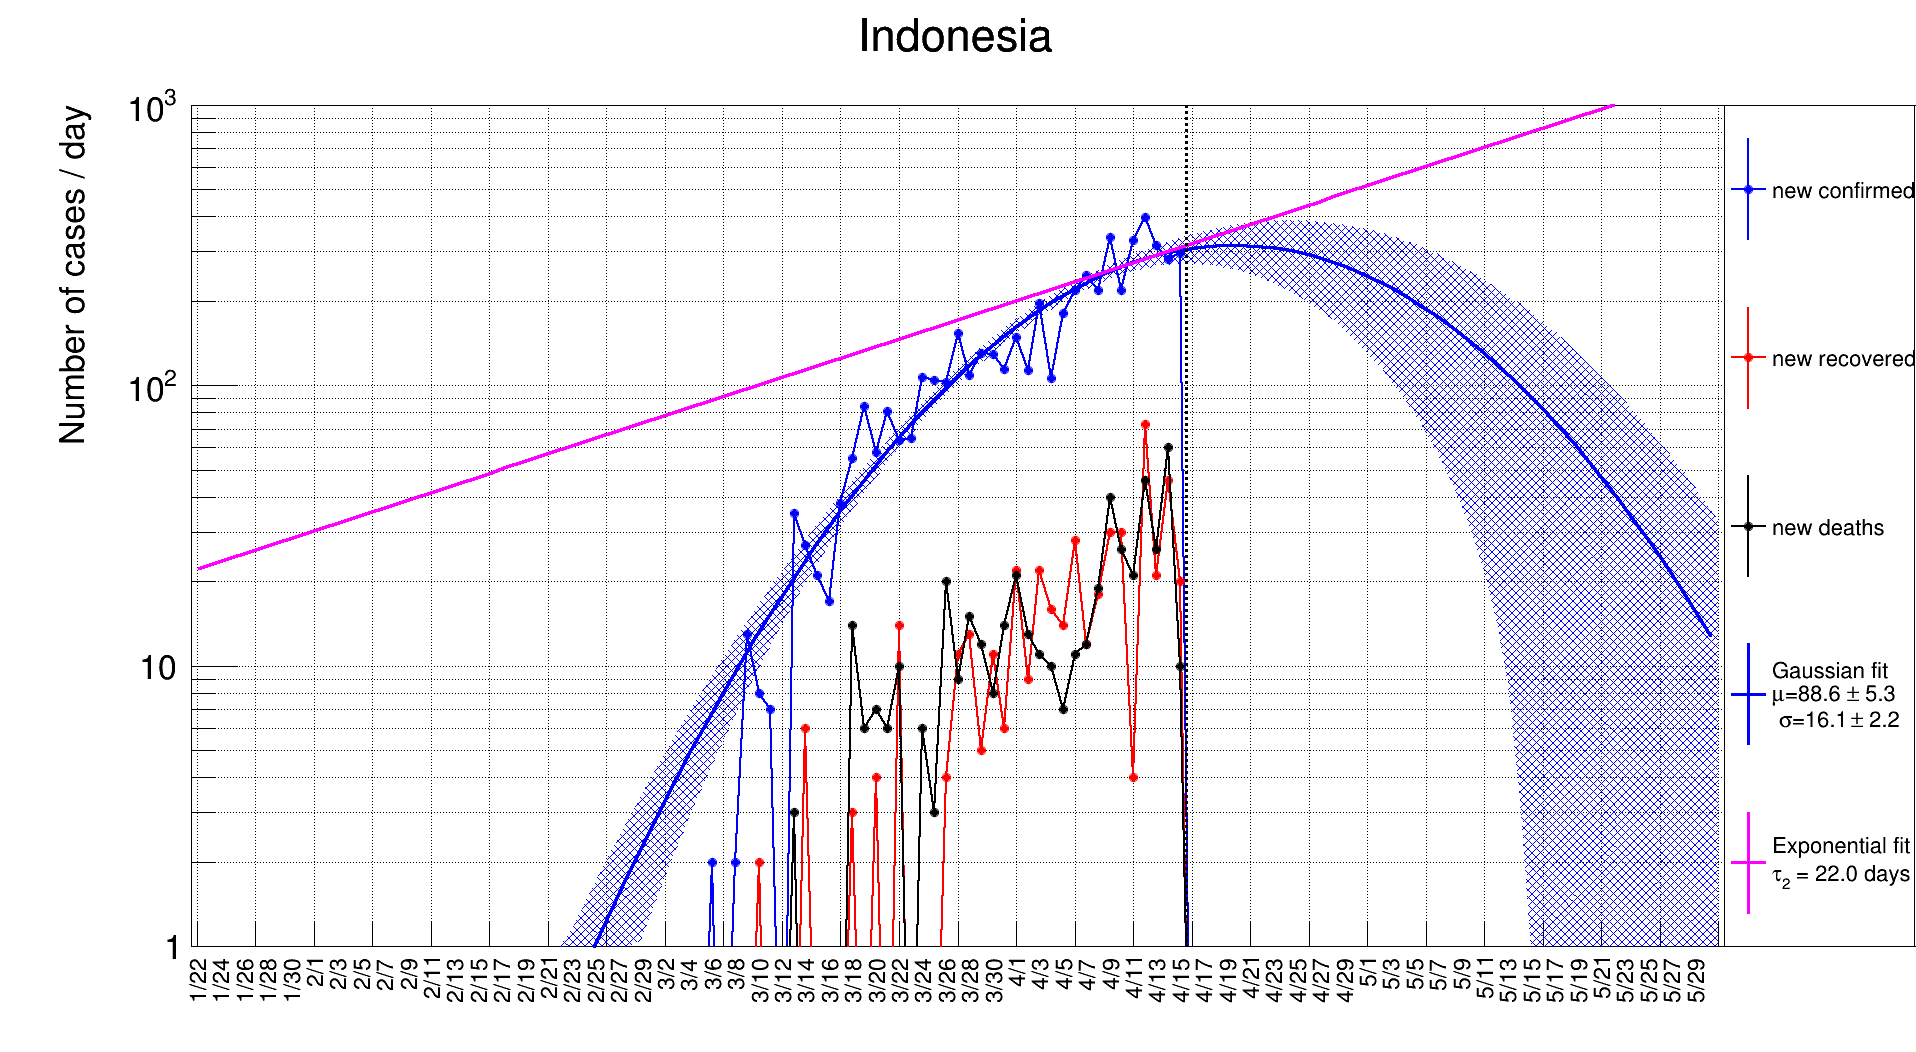 Indonesia
Number of cases / day
10³
10²
10
1
1/22 1/24 1/26 1/28 1/30 2/1 2/3 2/5 2/7 2/9 2/11 2/13 2/15 2/17 2/19 2/21 2/23 2/25 2/27 2/29 3/2 3/4 3/6 3/8 3/10 3/12 3/14 3/16 3/18 3/20 3/22 3/24 3/26 3/28 3/30 4/1 4/3 4/5 4/7 4/9 4/11 4/13 4/15 4/17 4/19 4/21 4/23 4/25 4/27 4/29 5/1 5/3 5/5 5/7 5/9 5/11 5/13 5/15 5/17 5/19 5/21 5/23 5/25 5/27 5/29
new confirmed
new recovered
new deaths
Gaussian fit
μ=88.6 ± 5.3
σ=16.1 ± 2.2
Exponential fit
τ₂ = 22.0 days